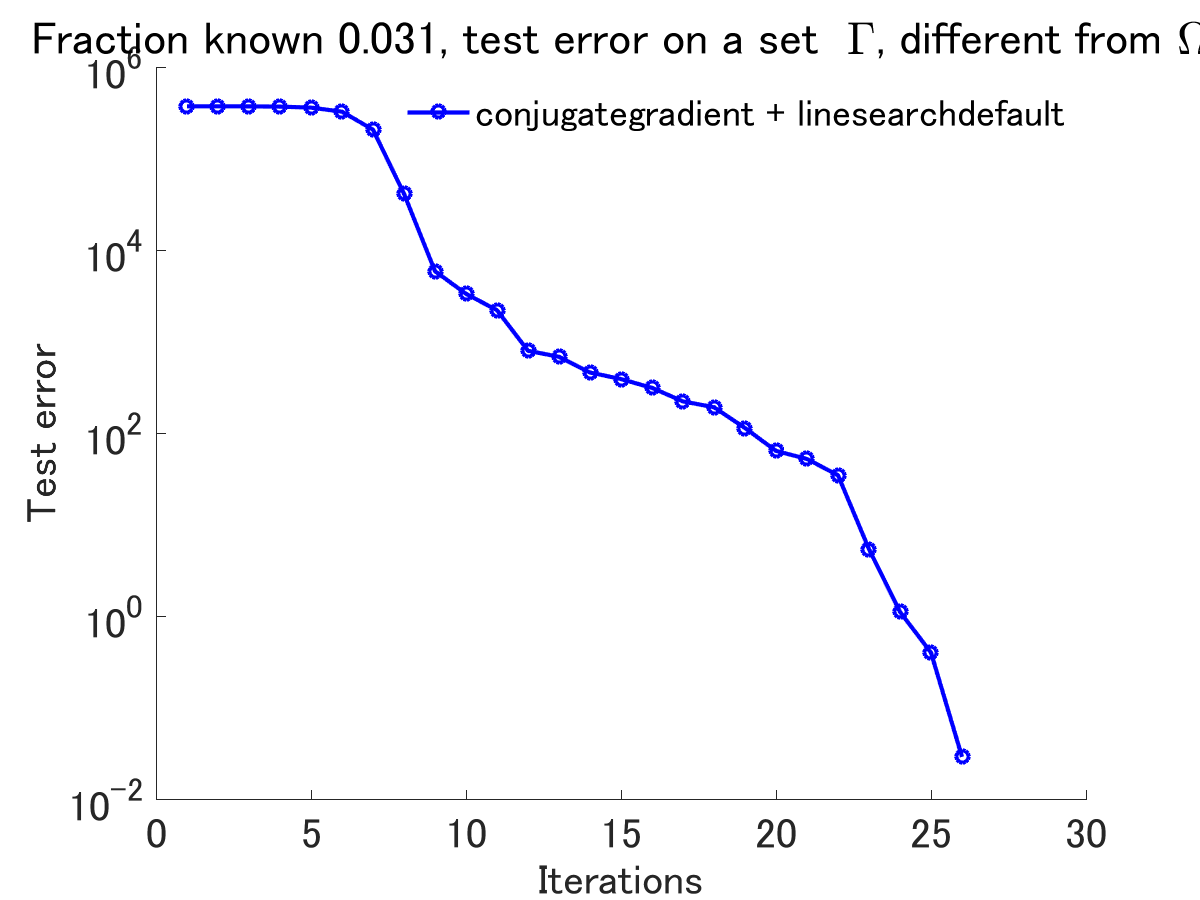 Fraction known 0.031, test error on a set Γ, different from Ω
10^6
conjugategradient + linesearchdefault
10^4
10^2
10^0
10^−2
Test error
0 5 10 15 20 25 30
Iterations